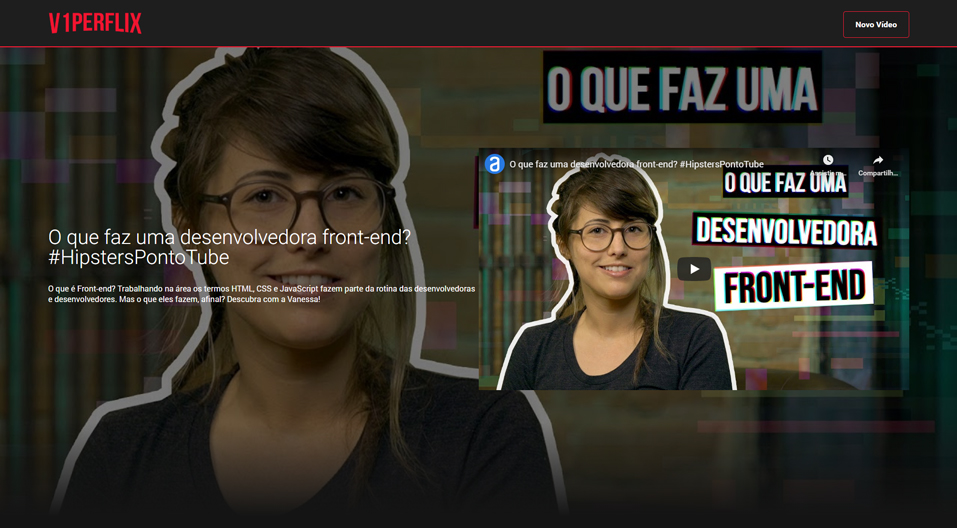 V1PERFLIX
Novo Vídeo
O QUE FAZ UMA
O que faz uma desenvolvedora front-end? #HipstersPontoTube
Compartilh...
O QUE FAZ UMA
DESENVOLVEDORA
FRONT-END
O que faz uma desenvolvedora front-end?
#HipstersPontoTube
O que é Front-end? Trabalhando na área os termos HTML, CSS e JavaScript fazem parte da rotina das desenvolvedoras
e desenvolvedores. Mas o que eles fazem, afinal? Descubra com a Vanessa!